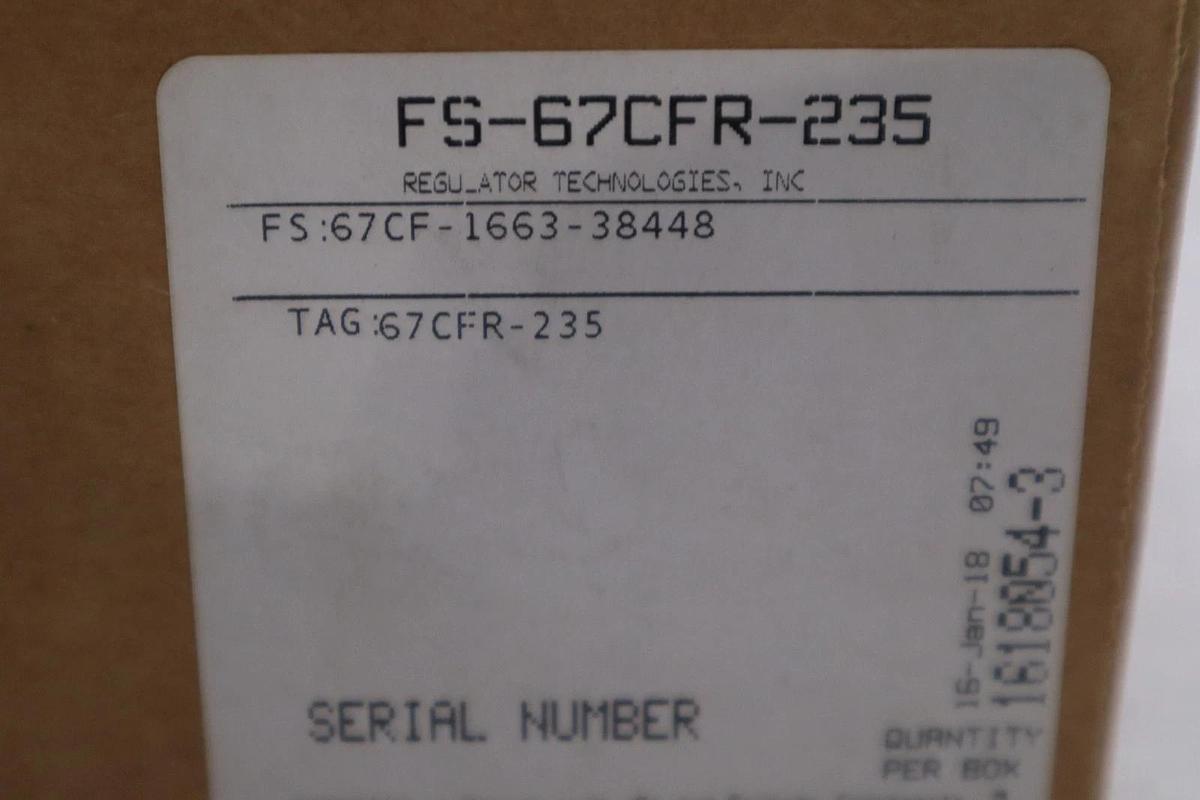 FS-67CFR-235
REGULATOR TECHNOLOGIES, INC
FS:67CF-1663-38448
TAG:67CFR-235
16-Jan-18 07:49
1618054-3
SERIAL NUMBER
QUANTITY
PER BOX